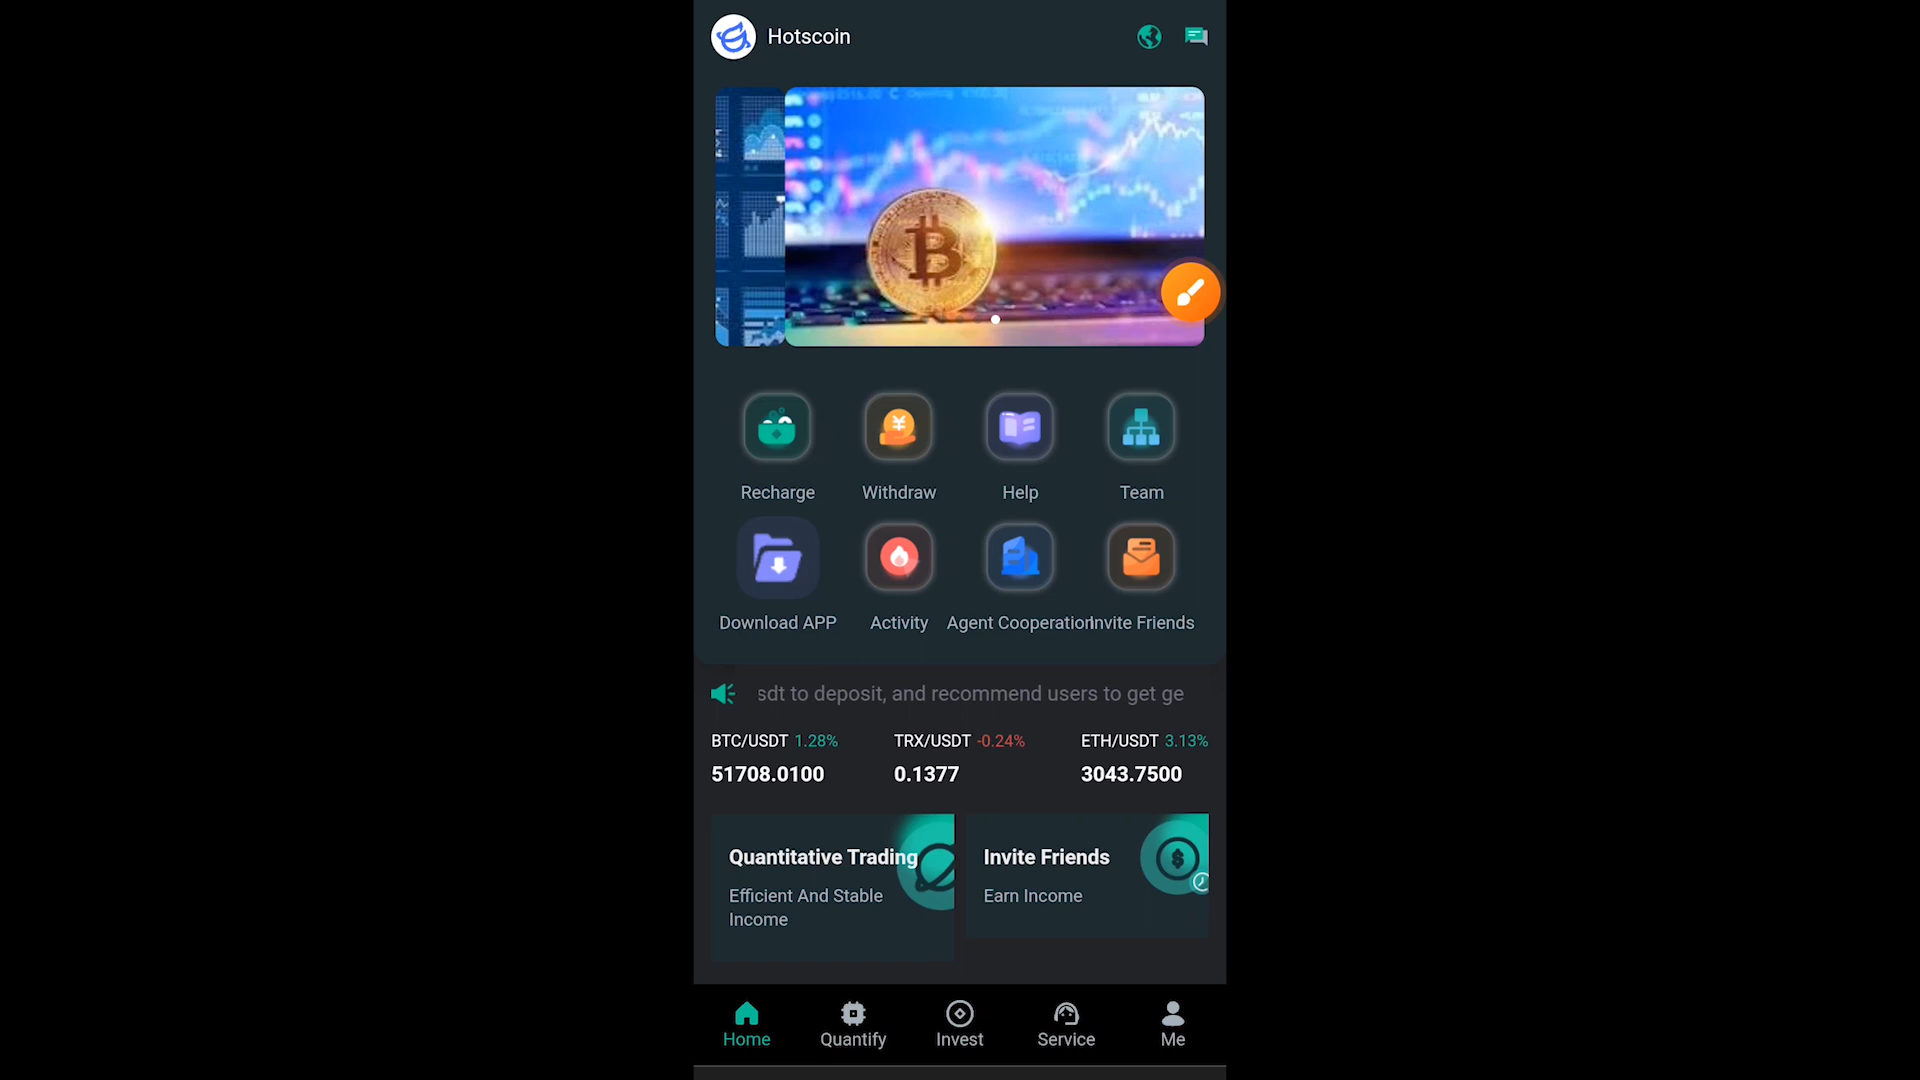 Hotscoin
Recharge
Withdraw
Help
Team
Download APP
Activity
Agent Cooperation
Invite Friends
sdt to deposit, and recommend users to get ge
BTC/USDT 1.28%
TRX/USDT -0.24%
ETH/USDT 3.13%
51708.0100
0.1377
3043.7500
Quantitative Trading
Efficient And Stable
Income
Invite Friends
Earn Income
Home
Quantify
Invest
Service
Me